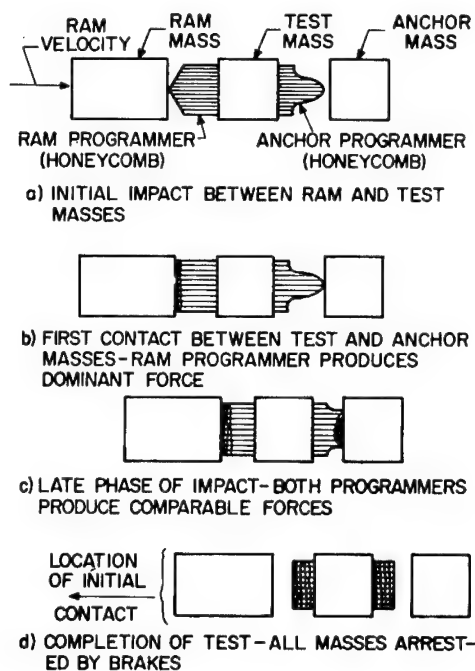 RAM
VELOCITY
RAM
MASS
TEST
MASS
ANCHOR
MASS
RAM PROGRAMMER
(HONEYCOMB)
ANCHOR PROGRAMMER
(HONEYCOMB)
a) INITIAL IMPACT BETWEEN RAM AND TEST
MASSES
b) FIRST CONTACT BETWEEN TEST AND ANCHOR
MASSES-RAM PROGRAMMER PRODUCES
DOMINANT FORCE
c) LATE PHASE OF IMPACT-BOTH PROGRAMMERS
PRODUCE COMPARABLE FORCES
LOCATION
OF INITIAL
CONTACT
d) COMPLETION OF TEST-ALL MASSES ARREST-
ED BY BRAKES